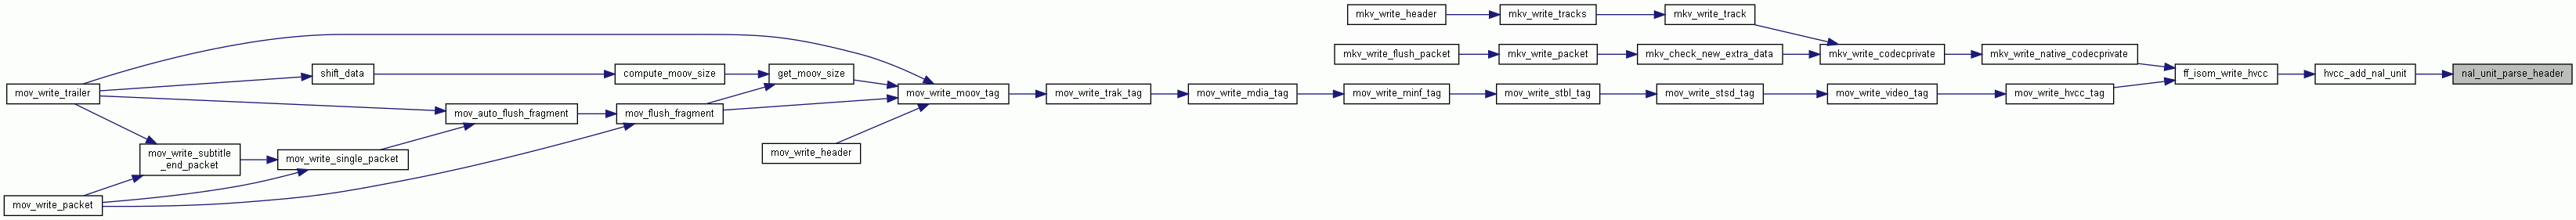 mkv_write_header
mkv_write_tracks
mkv_write_track
mkv_write_flush_packet
mkv_write_packet
mkv_check_new_extra_data
mkv_write_codecprivate
mkv_write_native_codecprivate
shift_data
compute_moov_size
get_moov_size
ff_isom_write_hvcc
hvcc_add_nal_unit
nal_unit_parse_header
mov_write_trailer
mov_write_moov_tag
mov_write_trak_tag
mov_write_mdia_tag
mov_write_minf_tag
mov_write_stbl_tag
mov_write_stsd_tag
mov_write_video_tag
mov_write_hvcc_tag
mov_auto_flush_fragment
mov_flush_fragment
mov_write_subtitle
_end_packet
mov_write_single_packet
mov_write_header
mov_write_packet